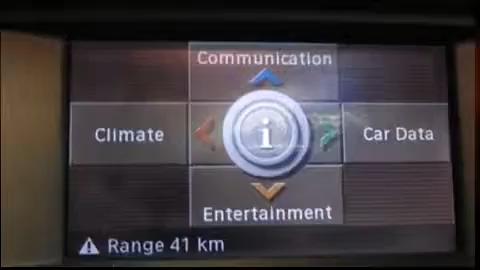 Communication
Climate
i
Car Data
Entertainment
Range 41 km